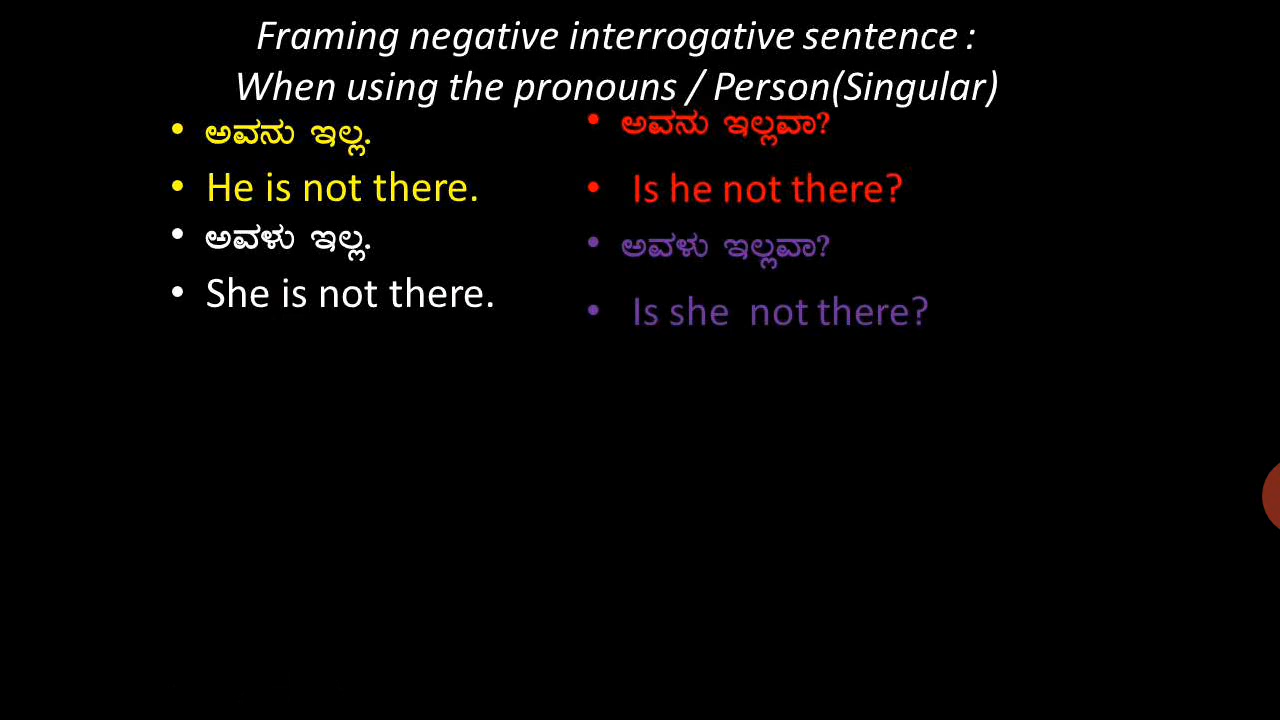 Framing negative interrogative sentence :
When using the pronouns / Person(Singular)
• ಅವನು ಇಲ್ಲ.
• He is not there.
• ಅವಳು ಇಲ್ಲ.
• She is not there.
• ಅವನು ಇಲ್ಲವಾ?
• Is he not there?
• ಅವಳು ಇಲ್ಲವಾ?
• Is she not there?